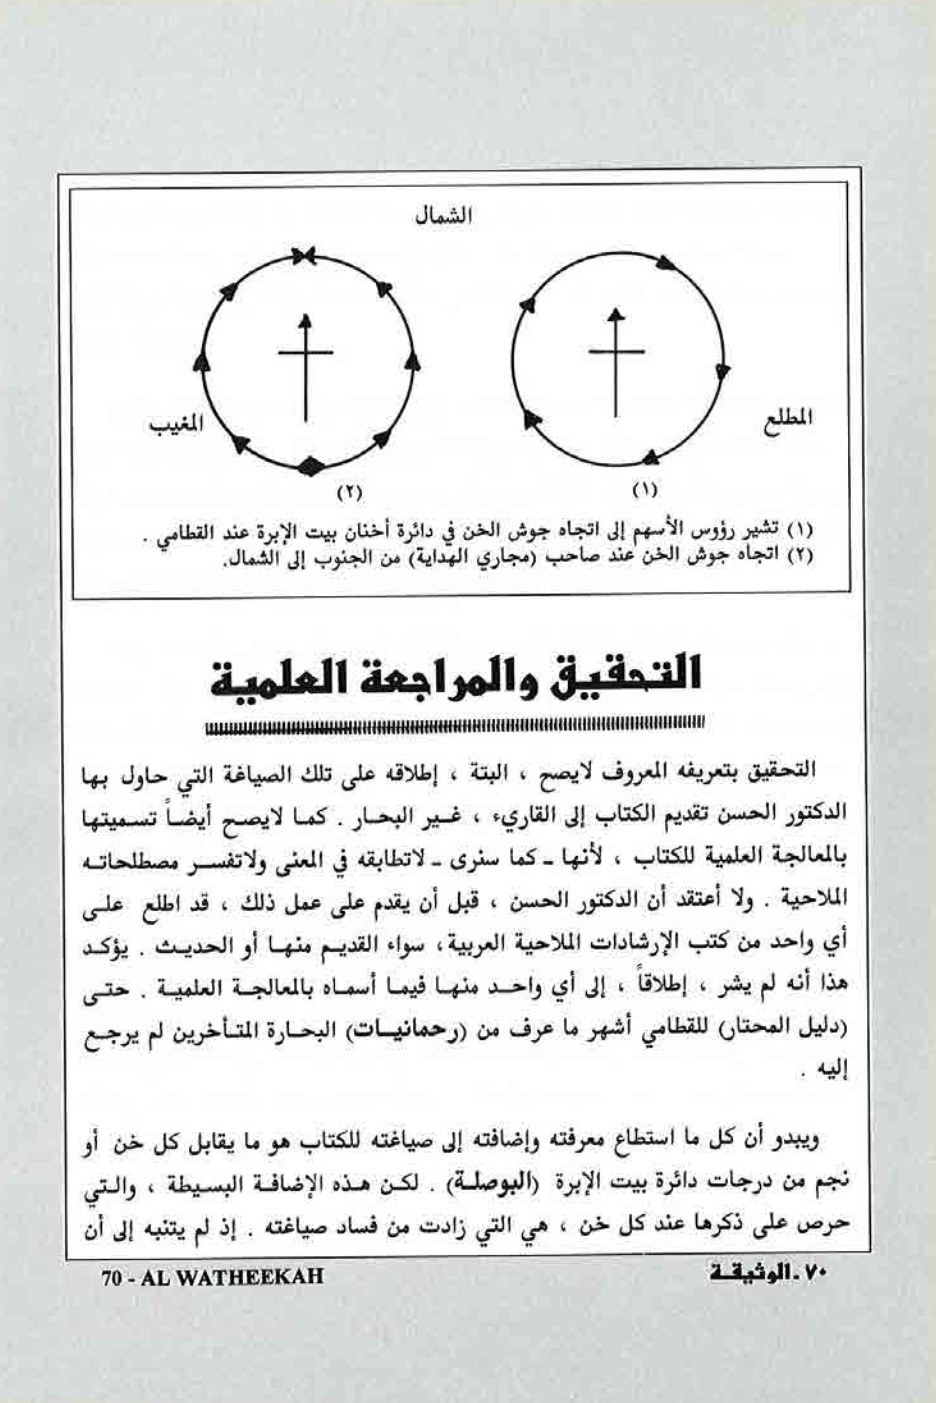 الشمال
المطلع
المغيب
(١)
(٢)
(١) تشير رؤوس الأسهم إلى اتجاه جوش الخن في دائرة أخنان بيت الإبرة عند القطامي .
(٢) اتجاه جوش الخن عند صاحب (مجاري الهداية) من الجنوب إلى الشمال.
التحقيق والمراجعة العلمية
التحقيق بتعريفه المعروف لايصح ، البتة ، إطلاقه على تلك الصياغة التي حاول بها
الدكتور الحسن تقديم الكتاب إلى القاريء ، غير البحار . كما لايصح أيضاً تسميتها
بالمعالجة العلمية للكتاب ، لأنها - كما سنرى - لاتطابقه في المعنى ولاتفسر مصطلحاته
الملاحية . ولا أعتقد أن الدكتور الحسن ، قبل أن يقدم على عمل ذلك ، قد اطلع على
أي واحد من كتب الإرشادات الملاحية العربية، سواء القديم منها أو الحديث . يؤكد
هذا أنه لم يشر ، إطلاقاً ، إلى أي واحد منها فيما أسماه بالمعالجة العلمية . حتى
(دليل المحتار) للقطامي أشهر ما عرف من (رحمانيات) البحارة المتأخرين لم يرجع
إليه .
ويبدو أن كل ما استطاع معرفته وإضافته إلى صياغته للكتاب هو ما يقابل كل خن أو
نجم من درجات دائرة بيت الإبرة (البوصلة) . لكن هذه الإضافة البسيطة ، والتي
حرص على ذكرها عند كل خن ، هي التي زادت من فساد صياغته . إذ لم يتنبه إلى أن
٧٠ - الوثيقة
70 - AL WATHEEKAH